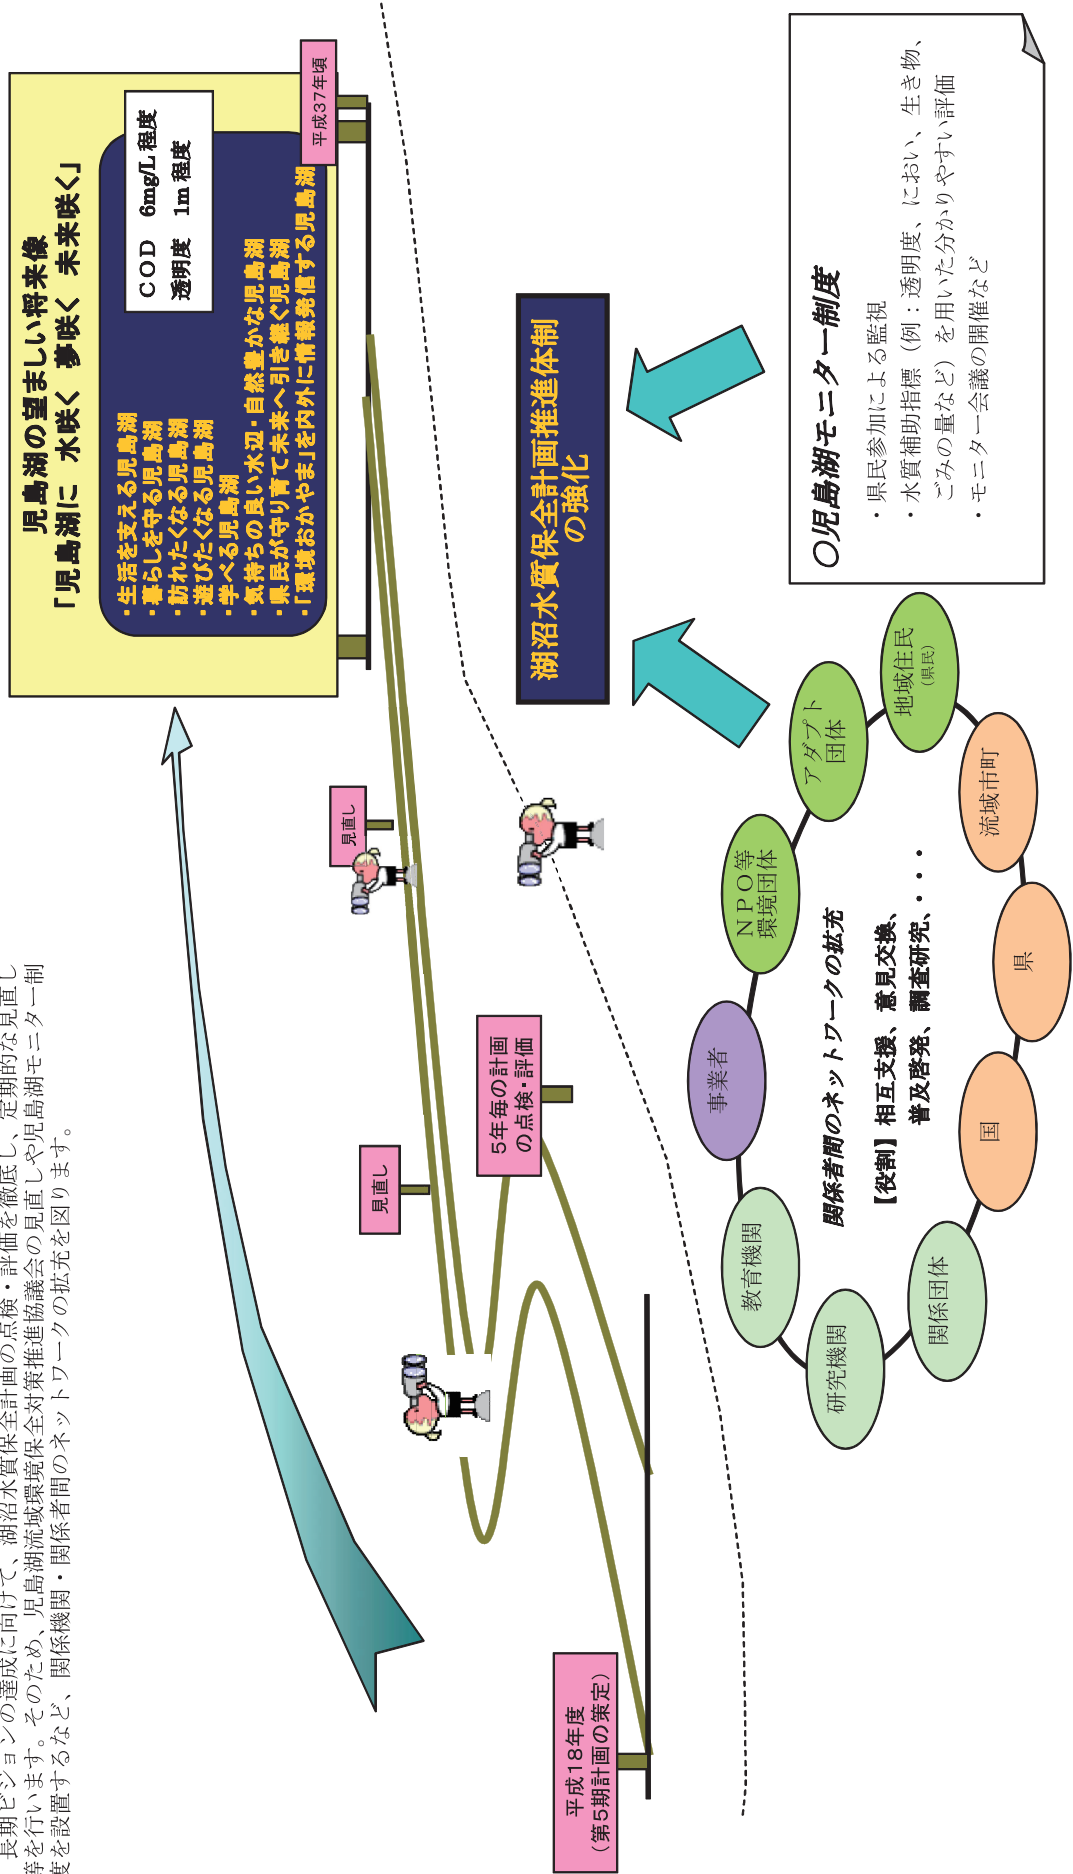 長期ビジョンの達成に向けて、湖沼水質保全計画の点検・評価を徹底し、定期的な見直し
等を行います。そのため、児島湖流域環境保全対策推進協議会の見直しや児島湖モニター制
度を設置するなど、関係機関・関係者間のネットワークの拡充を図ります。
児島湖の望ましい将来像
「児島湖に 水咲く 夢咲く 未来咲く」
・生活を支える児島湖
・暮らしを守る児島湖
・訪れたくなる児島湖
・遊びたくなる児島湖
・学べる児島湖
・気持ちの良い水辺・自然豊かな児島湖
・県民が守り育て未来へ引き継ぐ児島湖
・「環境おかやま」を内外に情報発信する児島湖
COD 6mg/L 程度
透明度 1m 程度
平成37年頃
見直し
見直し
5年毎の計画
の点検・評価
平成18年度
(第5期計画の策定)
湖沼水質保全計画推進体制
の強化
事業者
NPO等
環境団体
アダプト
団体
地域住民
(県民)
流域市町
県
国
関係団体
研究機関
教育機関
関係者間のネットワークの拡充
【役割】相互支援、意見交換、
普及啓発、調査研究、・・・
〇児島湖モニター制度
・県民参加による監視
・水質補助指標(例：透明度、におい、生き物、
ごみの量など)を用いた分かりやすい評価
・モニター会議の開催など